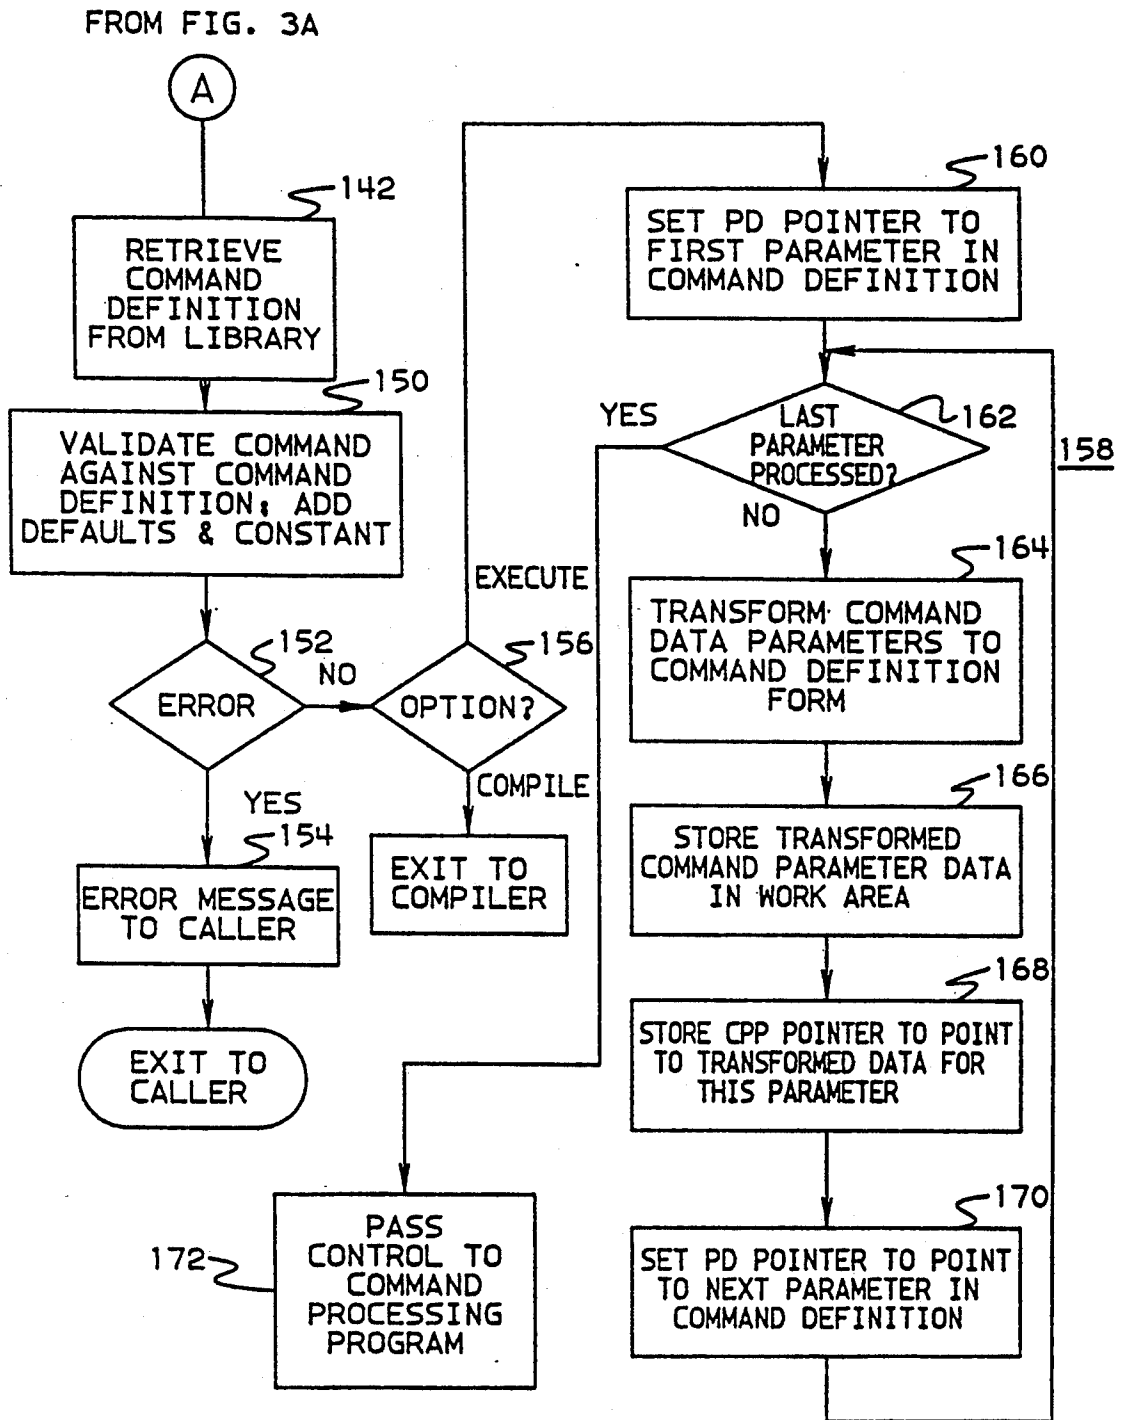 FROM FIG. 3A
A
142
RETRIEVE
COMMAND
DEFINITION
FROM LIBRARY
150
VALIDATE COMMAND
AGAINST COMMAND
DEFINITION; ADD
DEFAULTS & CONSTANT
152
ERROR
NO
YES
154
ERROR MESSAGE
TO CALLER
EXIT TO
CALLER
156
OPTION?
EXECUTE
COMPILE
EXIT TO
COMPILER
160
SET PD POINTER TO
FIRST PARAMETER IN
COMMAND DEFINITION
162
LAST
PARAMETER
PROCESSED?
YES
NO
158
164
TRANSFORM COMMAND
DATA PARAMETERS TO
COMMAND DEFINITION
FORM
166
STORE TRANSFORMED
COMMAND PARAMETER DATA
IN WORK AREA
168
STORE CPP POINTER TO POINT
TO TRANSFORMED DATA FOR
THIS PARAMETER
170
SET PD POINTER TO POINT
TO NEXT PARAMETER IN
COMMAND DEFINITION
172
PASS
CONTROL TO
COMMAND
PROCESSING
PROGRAM